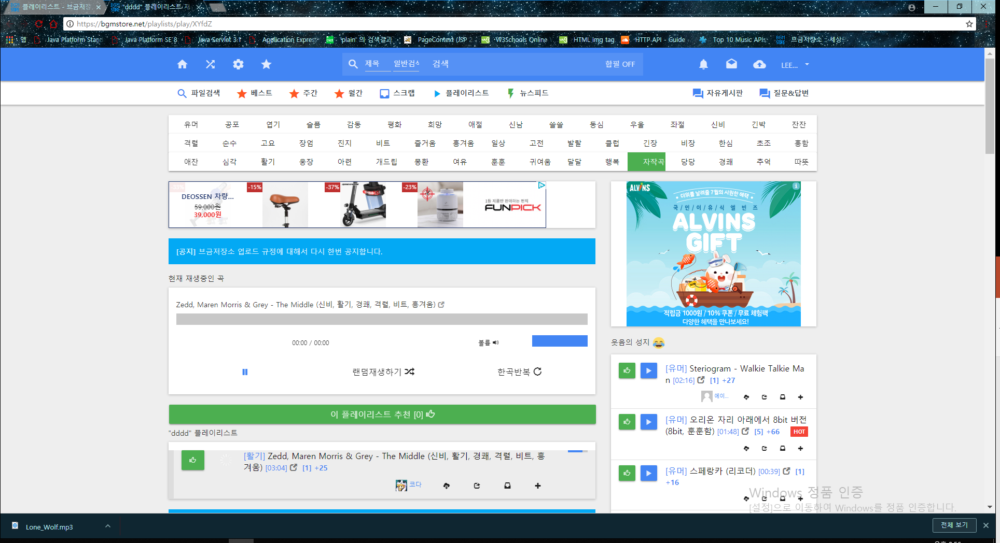 플레이리스트 - 브금저장
"dddd" 플레이리스트 재
https://bgmstore.net/playlists/play/XYfdZ
앱
Java Platform Stand
Java Platform SE 8
Java Servlet 3.1
Application Expres
'plain' 의 검색결과
PageContext (JSP 2
W3Schools Online
HTML img tag
HTTP API - Guide
Top 10 Music APIs
브금저장소 :: 세상의
제목 일반검색 검색 합필 OFF
LEE...
파일검색 베스트 주간 월간 스크랩 플레이리스트 뉴스피드 자유게시판 질문&답변
유머 공포 엽기 슬픔 감동 평화 희망 애절 신남 쓸쓸 동심 우울 좌절 신비 긴박 잔잔
격렬 순수 고요 장엄 진지 비트 즐거움 흥겨움 일상 고전 발랄 클럽 긴장 비장 한심 초조 흥함
애잔 심각 활기 웅장 아련 개드립 몽환 여유 훈훈 귀여움 달달 행복 자작곡 당당 경쾌 추억 따뜻
-33% -15% -37% -23%
DEOSSEN 차량...
59,000원
39,000원
1등 제품만 판매하는 펀픽
FUNPICK
ALVINS
더위를 날려줄 7월의 시원한 혜택
국/민/이/유/식 엘 빈 즈
ALVINS
GIFT
적립금 1000원 / 10% 쿠폰 / 무료 체험팩
다양한 혜택을 만나보세요!
[공지] 브금저장소 업로드 규정에 대해서 다시 한번 공지합니다.
현재 재생중인 곡
Zedd, Maren Morris & Grey - The Middle (신비, 활기, 경쾌, 격렬, 비트, 흥겨움)
00:00 / 00:00 볼륨
랜덤재생하기 한곡반복
이 플레이리스트 추천 [0]
"dddd" 플레이리스트
[활기] Zedd, Maren Morris & Grey - The Middle (신비, 활기, 경쾌, 격렬, 비트, 흥
겨움) [03:04] [1] +25
코다
웃음의 성지
[유머] Steriogram - Walkie Talkie Ma
n [02:16] [1] +27
에이...
[유머] 오리온 자리 아래에서 8bit 버전
(8bit, 훈훈함) [01:48] [5] +66 HOT
[유머] 스페랑카 (리코더) [00:39] [1]
+16
Windows 정품 인증
[설정]으로 이동하여 Windows를 정품 인증합니다.
Lone_Wolf.mp3
전체 보기